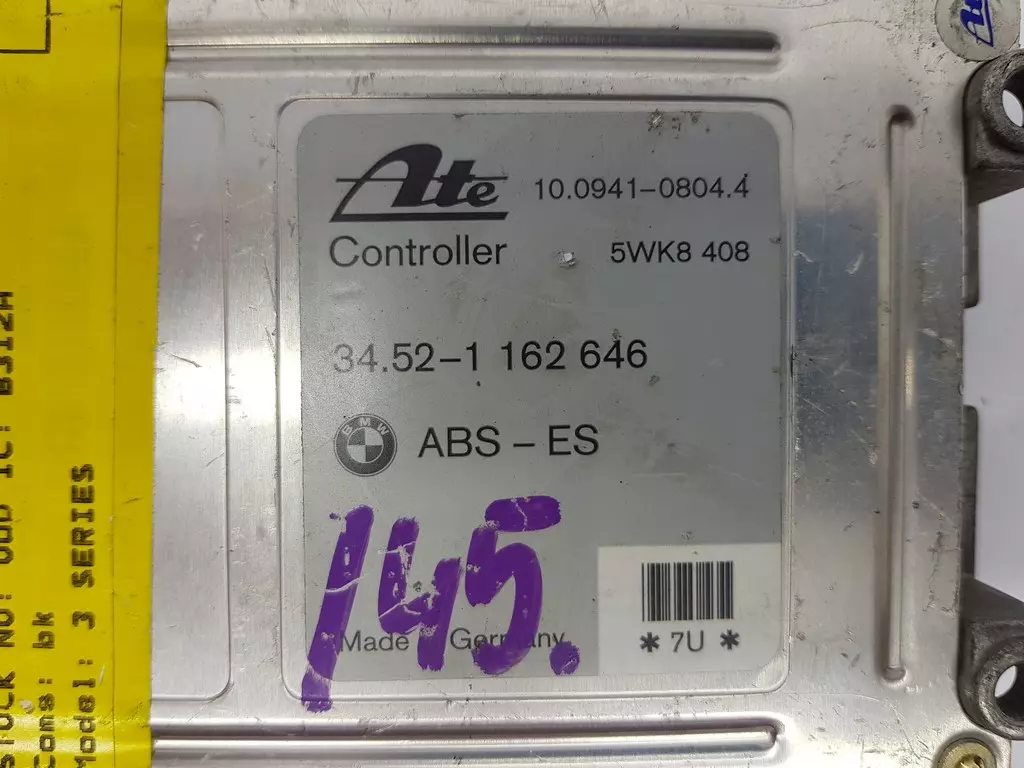 Ate 10.0941-0804.4
Controller 5WK8 408
34.52-1 162 646
BMW ABS - ES
145.
Made Germany
* 7U *
Ate
Coms: bk
Model: 3 SERIES